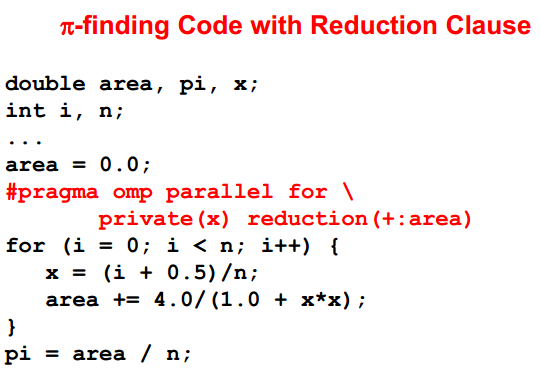 π-finding Code with Reduction Clause
double area, pi, x;
int i, n;
...
area = 0.0;
#pragma omp parallel for \
private(x) reduction(+:area)
for (i = 0; i < n; i++) {
x = (i + 0.5)/n;
area += 4.0/(1.0 + x*x);
}
pi = area / n;